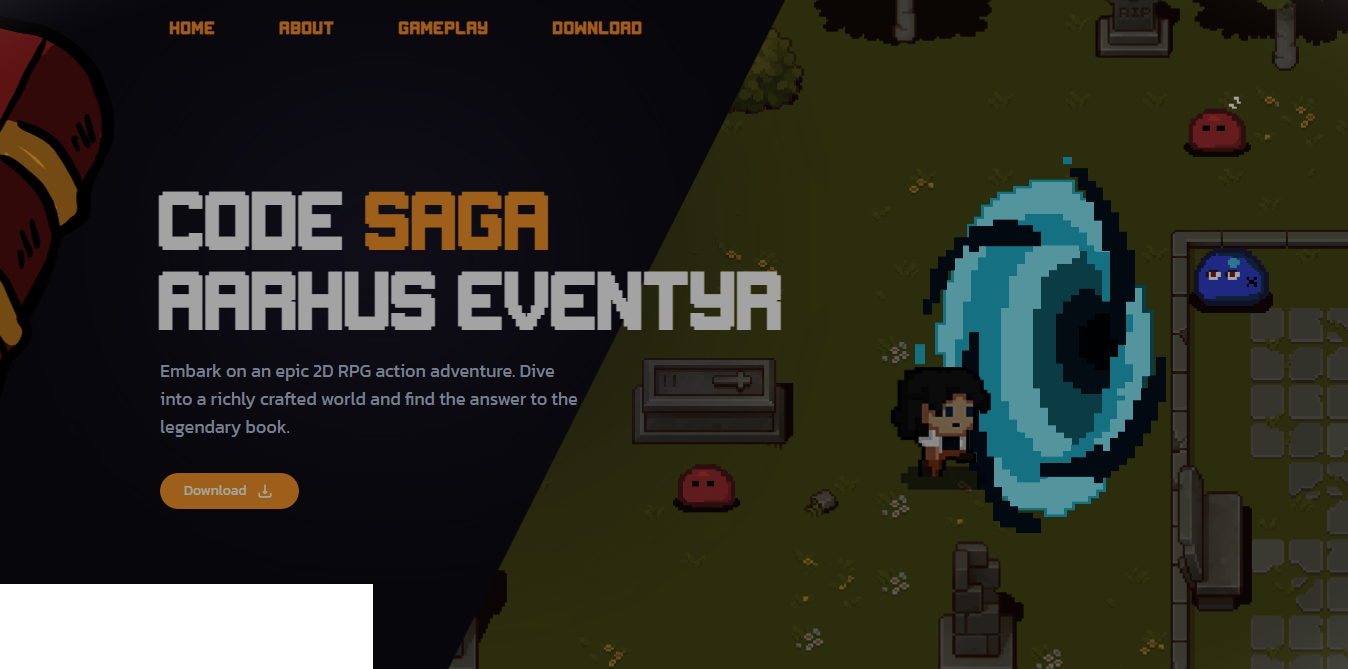 HOME ABOUT GAMEPLAY DOWNLOAD
RIP
CODE SAGA
AARHUS EVENTYR
Embark on an epic 2D RPG action adventure. Dive
into a richly crafted world and find the answer to the
legendary book.
Download